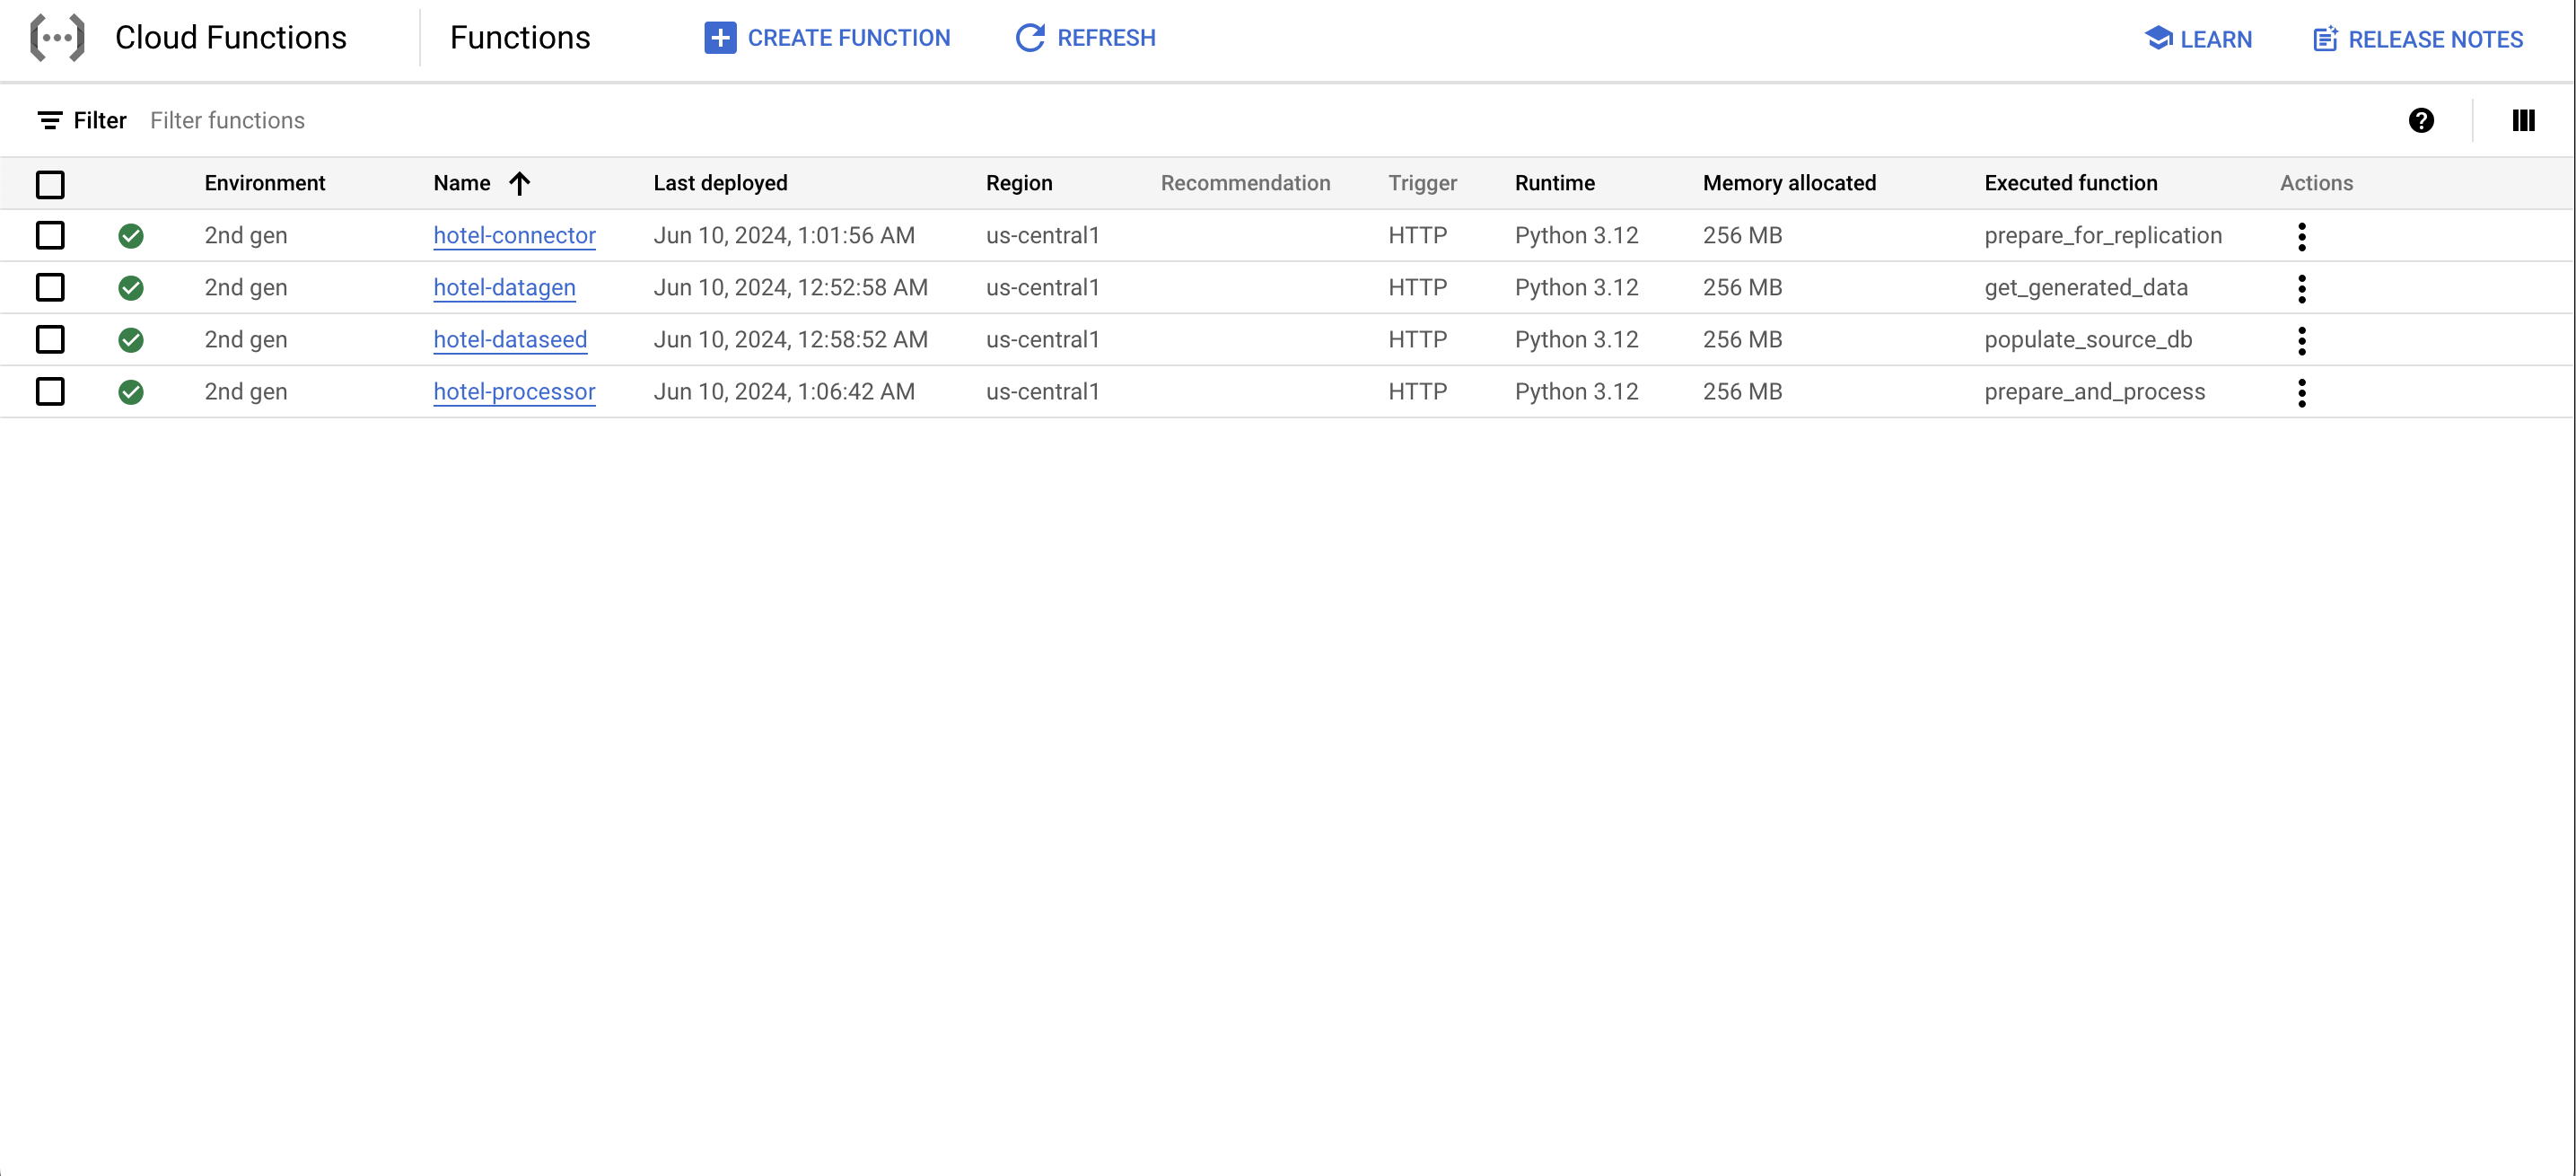 Cloud Functions Functions CREATE FUNCTION REFRESH LEARN RELEASE NOTES
Filter Filter functions
Environment Name Last deployed Region Recommendation Trigger Runtime Memory allocated Executed function Actions
2nd gen hotel-connector Jun 10, 2024, 1:01:56 AM us-central1 HTTP Python 3.12 256 MB prepare_for_replication
2nd gen hotel-datagen Jun 10, 2024, 12:52:58 AM us-central1 HTTP Python 3.12 256 MB get_generated_data
2nd gen hotel-dataseed Jun 10, 2024, 12:58:52 AM us-central1 HTTP Python 3.12 256 MB populate_source_db
2nd gen hotel-processor Jun 10, 2024, 1:06:42 AM us-central1 HTTP Python 3.12 256 MB prepare_and_process